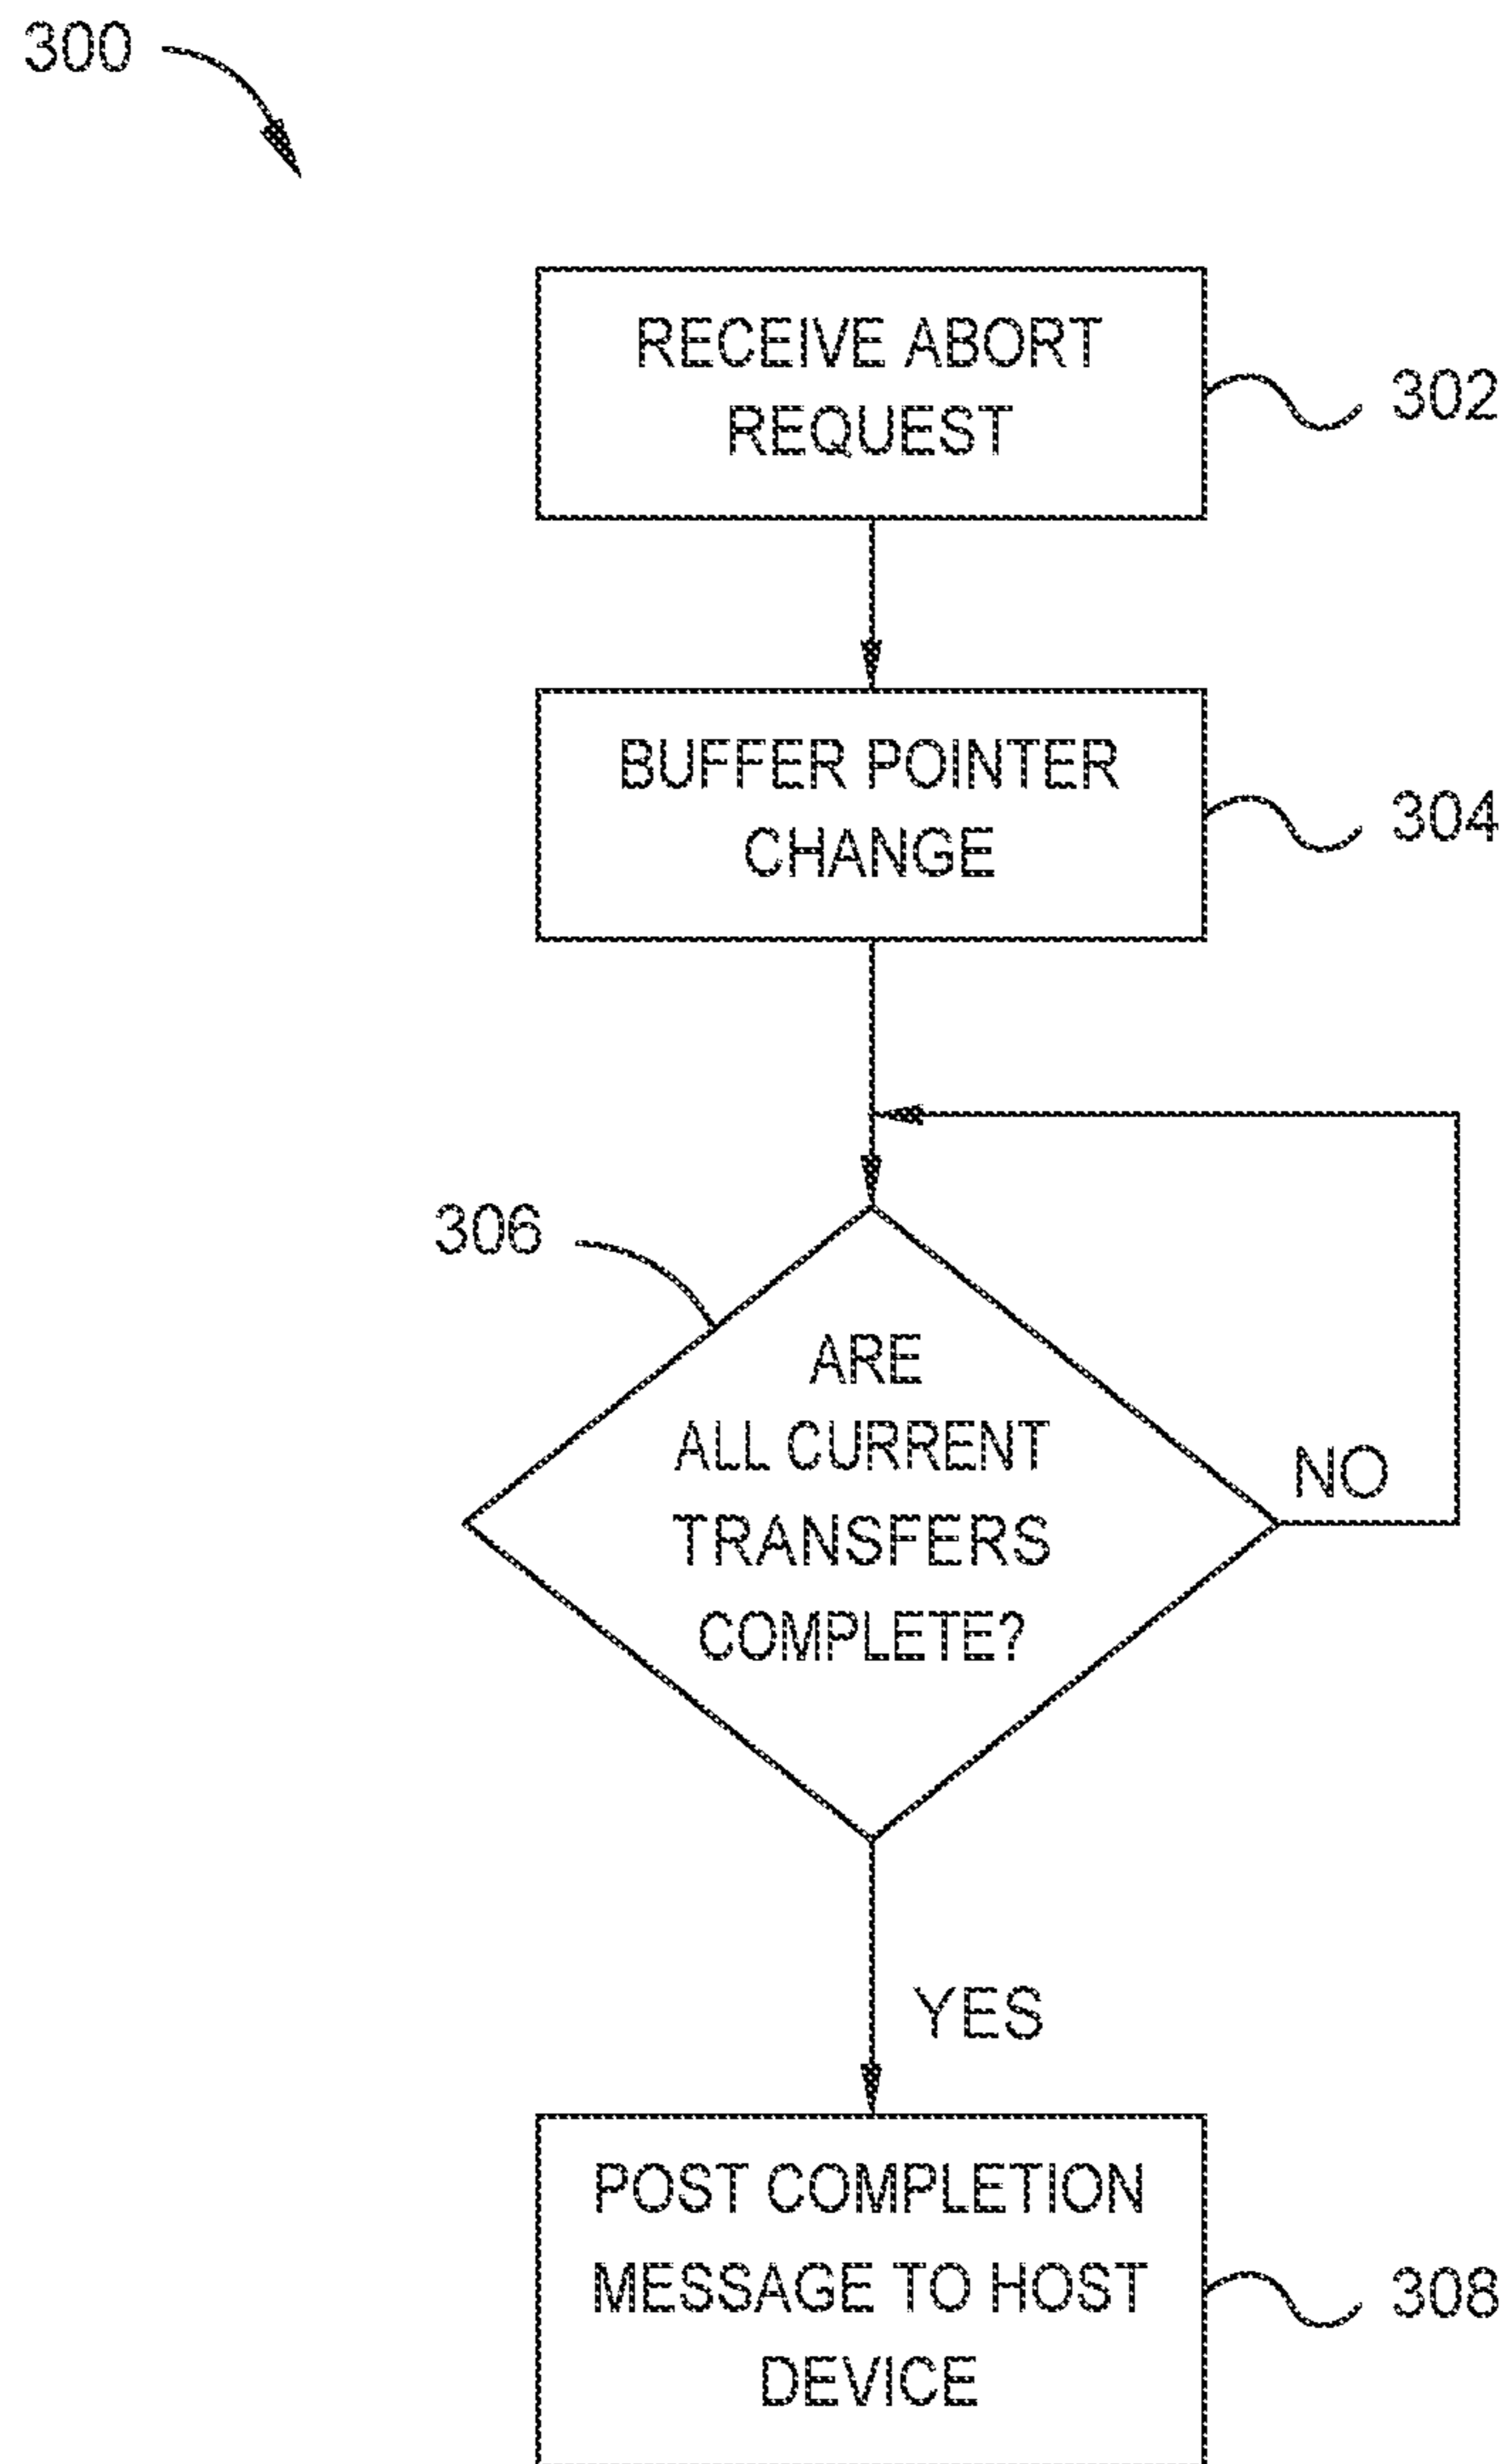 300
RECEIVE ABORT
REQUEST
302
BUFFER POINTER
CHANGE
304
306
ARE
ALL CURRENT
TRANSFERS
COMPLETE?
NO
YES
POST COMPLETION
MESSAGE TO HOST
DEVICE
308